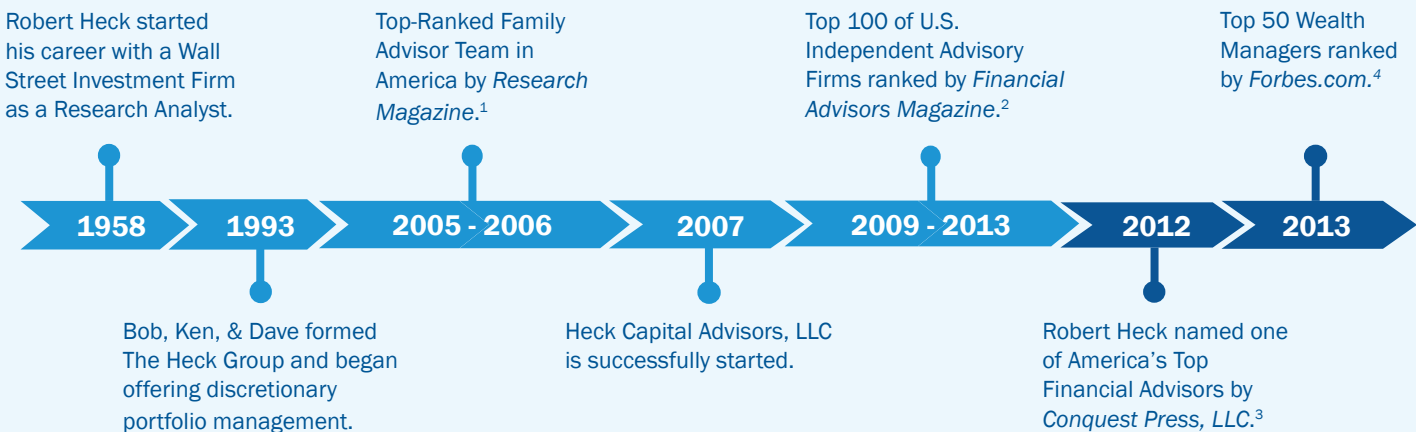 Robert Heck started
his career with a Wall
Street Investment Firm
as a Research Analyst.
Top-Ranked Family
Advisor Team in
America by Research
Magazine.¹
Top 100 of U.S.
Independent Advisory
Firms ranked by Financial
Advisors Magazine.²
Top 50 Wealth
Managers ranked
by Forbes.com.⁴
1958
1993
2005 - 2006
2007
2009 - 2013
2012
2013
Bob, Ken, & Dave formed
The Heck Group and began
offering discretionary
portfolio management.
Heck Capital Advisors, LLC
is successfully started.
Robert Heck named one
of America’s Top
Financial Advisors by
Conquest Press, LLC.³